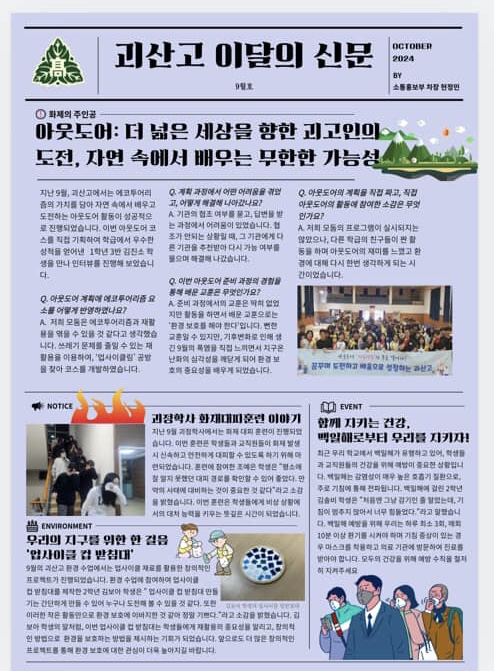 괴산고 이달의 신문
9월호
OCTOBER
2024
BY
소통홍보부 차장 현정민
화제의 주인공
아웃도어: 더 넓은 세상을 향한 괴고인의
도전, 자연 속에서 배우는 무한한 가능성
지난 9월, 괴산고에서는 에코투어리
즘의 가치를 담아 자연 속에서 배우고
도전하는 아웃도어 활동이 성공적으
로 진행되었습니다. 이번 아웃도어 코
스를 직접 기획하여 학급에서 우수한
성적을 얻어낸 1학년 3반 김진소 학
생을 만나 인터뷰를 진행해 보았습니
다.
Q. 아웃도어 계획에 에코투어리즘 요
소를 어떻게 반영하였나요?
A. 저희 모둠은 에코투어리즘과 재활
용을 엮을 수 있을 것 같다고 생각했습
니다. 쓰레기 문제를 줄일 수 있는 재
활용을 이용하여, '업사이클링' 공방
을 찾아 코스를 개발하였습니다.
Q. 계획 과정에서 어떤 어려움을 겪었
고, 어떻게 해결해 나아갔나요?
A. 기관의 협조 여부를 묻고, 답변을 받
는 과정에서 어려움이 있었습니다. 협
조가 안되는 상황일 때, 그 기관에게 다
른 기관을 추천받아 다시 가능 여부를
물으며 해결해 나갔습니다.
Q. 이번 아웃도어 준비 과정의 경험을
통해 배운 교훈은 무엇인가요?
A. 준비 과정에서의 교훈은 딱히 없었
지만 활동을 하면서 배운 교훈으로는
'환경 보호를 해야 한다'입니다. 뻔한
교훈일 수 있지만, 기후변화로 인해 생
긴 9월의 폭염을 직접 느끼면서 지구온
난화의 심각성을 깨닫게 되어 환경 보
호의 중요성을 배우게 되었습니다.
Q. 아웃도어의 계획을 직접 짜고, 직접
아웃도어의 활동에 참여한 소감은 무엇
인가요?
A. 저희 모둠의 프로그램이 실시되지는
않았으나, 다른 학급의 친구들이 짠 활
동을 하며 아웃도어의 재미를 느꼈고 환
경에 대해 다시 한번 생각하게 되는 시
간이었습니다.
꿈꾸며 도전하고 배움으로 성장하는 괴산고
NOTICE
괴정학사 화재대피훈련 이야기
지난 9월 괴정학사에서는 화재 대피 훈련이 진행되었
습니다. 이번 훈련은 학생들과 교직원들이 화재 발생
시 신속하고 안전하게 대피할 수 있도록 하기 위해 마
련되었습니다. 훈련에 참여한 조예은 학생은 "평소에
잘 알지 못했던 대피 경로를 확인할 수 있어 좋았다. 만
약의 사태에 대비하는 것이 중요한 것 같다"라고 소감
을 밝혔습니다. 이번 훈련은 학생들에게 비상 상황에
서의 대처 능력을 키우는 뜻깊은 시간이 되었습니다.
EVENT
함께 지키는 건강,
백일해로부터 우리를 지키자!
최근 우리 학교에서 백일해가 유행하고 있어, 학생들
과 교직원들의 건강을 위해 예방이 중요한 상황입니
다. 백일해는 감염성이 매우 높은 호흡기 질환으로,
주로 기침을 통해 전파됩니다. 백일해에 걸린 2학년
김솔비 학생은 "처음엔 그냥 감기인 줄 알았는데, 기
침이 멈추지 않아서 너무 힘들었다."라고 말했습니
다. 백일해 예방을 위해 우리는 하루 최소 3회, 매회
10분 이상 환기를 시켜야 하며 기침 증상이 있는 경
우 마스크를 착용하고 의료 기관에 방문하여 진료를
받아야 합니다. 모두의 건강을 위해 예방 수칙을 철저
히 지켜주세요.
ENVIRONMENT
우리의 지구를 위한 한 걸음
'업사이클 컵 받침대'
9월의 괴산고 환경 수업에서는 업사이클 재료를 활용한 창의적인
프로젝트가 진행되었습니다. 환경 수업에 참여하여 업사이클
컵 받침대를 제작한 2학년 김보아 학생은 " 업사이클 컵 받침대 만들
기는 간단하게 만들 수 있어 누구나 도전해 볼 수 있을 것 같다. 또한
이러한 작은 활동만으로 환경 보호에 이바지한 것 같아 정말 기쁘다."라고 소감을 밝혔습니다. 김
보아 학생의 말처럼, 이번 업사이클 컵 받침대는 학생들에게 재활용의 중요성을 알리고, 창의적
인 방법으로 환경을 보호하는 방법을 제시하는 기회가 되었습니다. 앞으로도 더 많은 창의적인
프로젝트를 통해 환경 보호에 대한 관심이 더욱 높아지길 바랍니다.